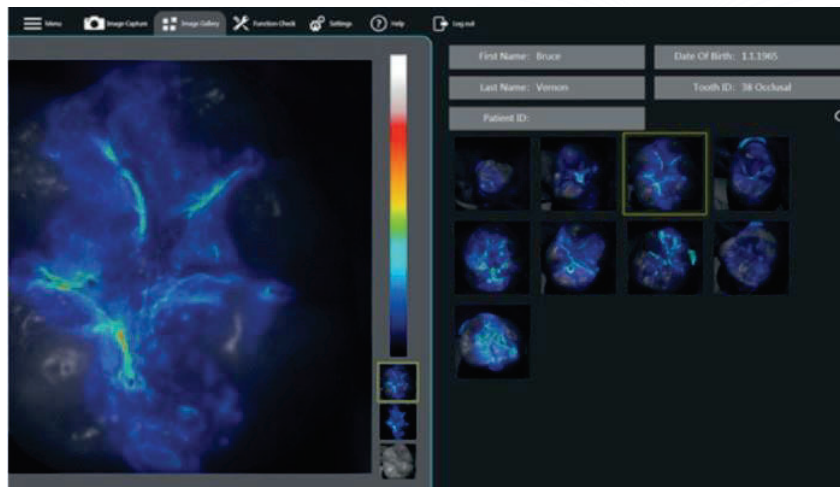 Menu
Image Capture
Image Gallery
Function Check
Settings
Help
Log out
First Name: Bruce
Date Of Birth: 1.1.1965
Last Name: Vernon
Tooth ID: 38 Occlusal
Patient ID: